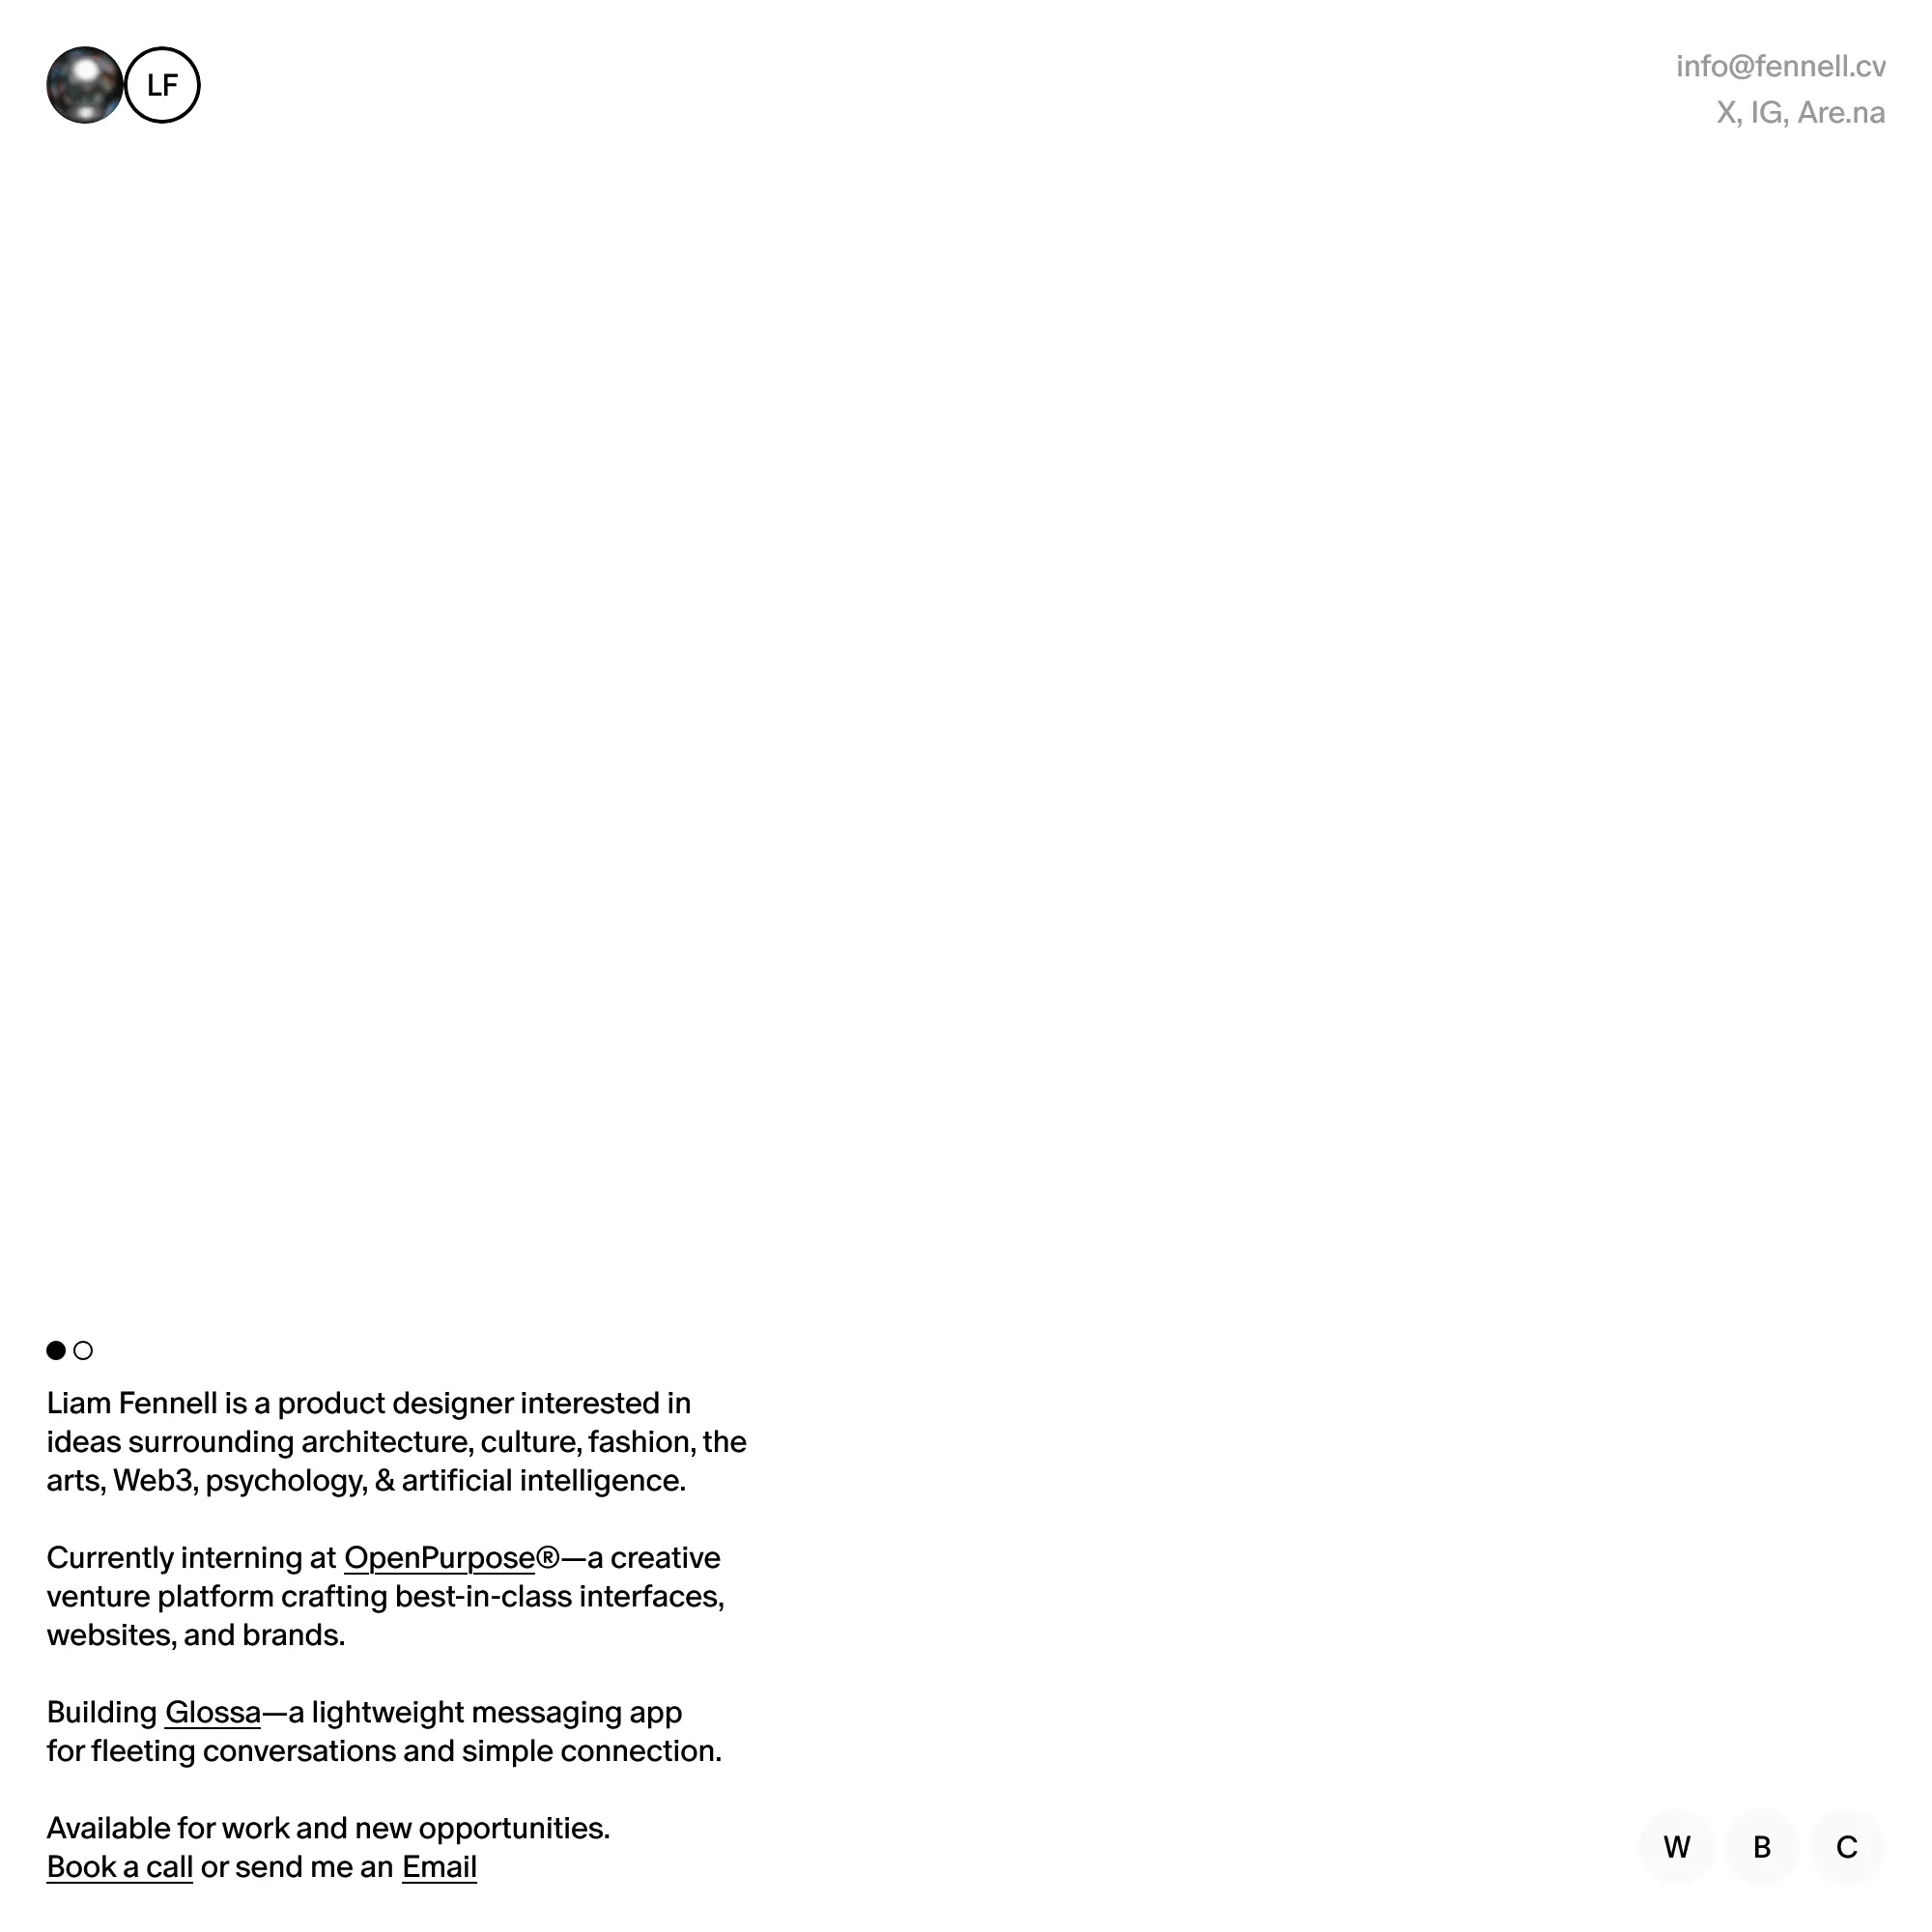 LF
info@fennell.cv
X, IG, Are.na
Liam Fennell is a product designer interested in
ideas surrounding architecture, culture, fashion, the
arts, Web3, psychology, & artificial intelligence.
Currently interning at OpenPurpose®—a creative
venture platform crafting best-in-class interfaces,
websites, and brands.
Building Glossa—a lightweight messaging app
for fleeting conversations and simple connection.
Available for work and new opportunities.
Book a call or send me an Email
W B C